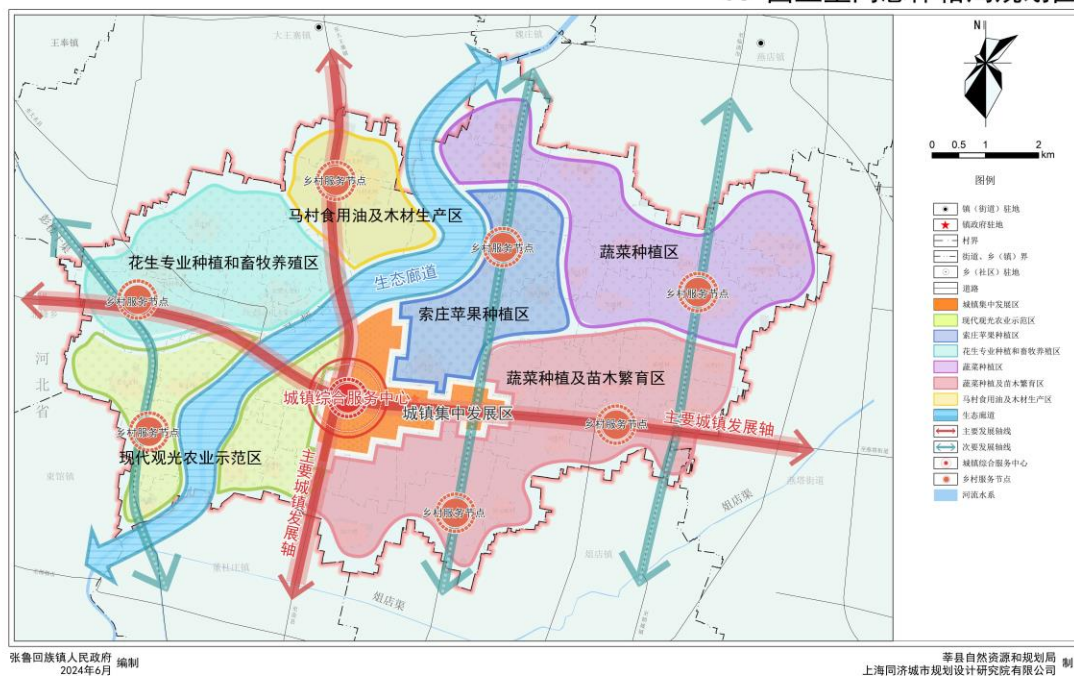 王奉镇
大王寨镇
魏庄镇
燕店镇
N
0 0.5 1 2
km
图例
镇（街道）驻地
镇政府驻地
村界
街道、乡（镇）界
乡（社区）驻地
道路
城镇集中发展区
现代观光农业示范区
索庄苹果种植区
花生专业种植和畜牧养殖区
蔬菜种植区
蔬菜种植及苗木繁育区
马村食用油及木材生产区
生态廊道
主要发展轴线
次要发展轴线
城镇综合服务中心
乡村服务节点
河流水系
乡村服务节点
马村食用油及木材生产区
花生专业种植和畜牧养殖区
生态廊道
乡村服务节点
蔬菜种植区
乡村服务节点
乡村服务节点
索庄苹果种植区
河北省
蔬菜种植及苗木繁育区
城镇综合服务中心
城镇集中发展区
乡村服务节点
主要城镇发展轴
乡村服务节点
现代观光农业示范区
主要城镇发展轴
乡村服务节点
东馆镇
董杜庄镇
俎店渠
俎店镇
俎店渠
张鲁回族镇人民政府
2024年6月
编制
莘县自然资源和规划局
上海同济城市规划设计研究院有限公司
制